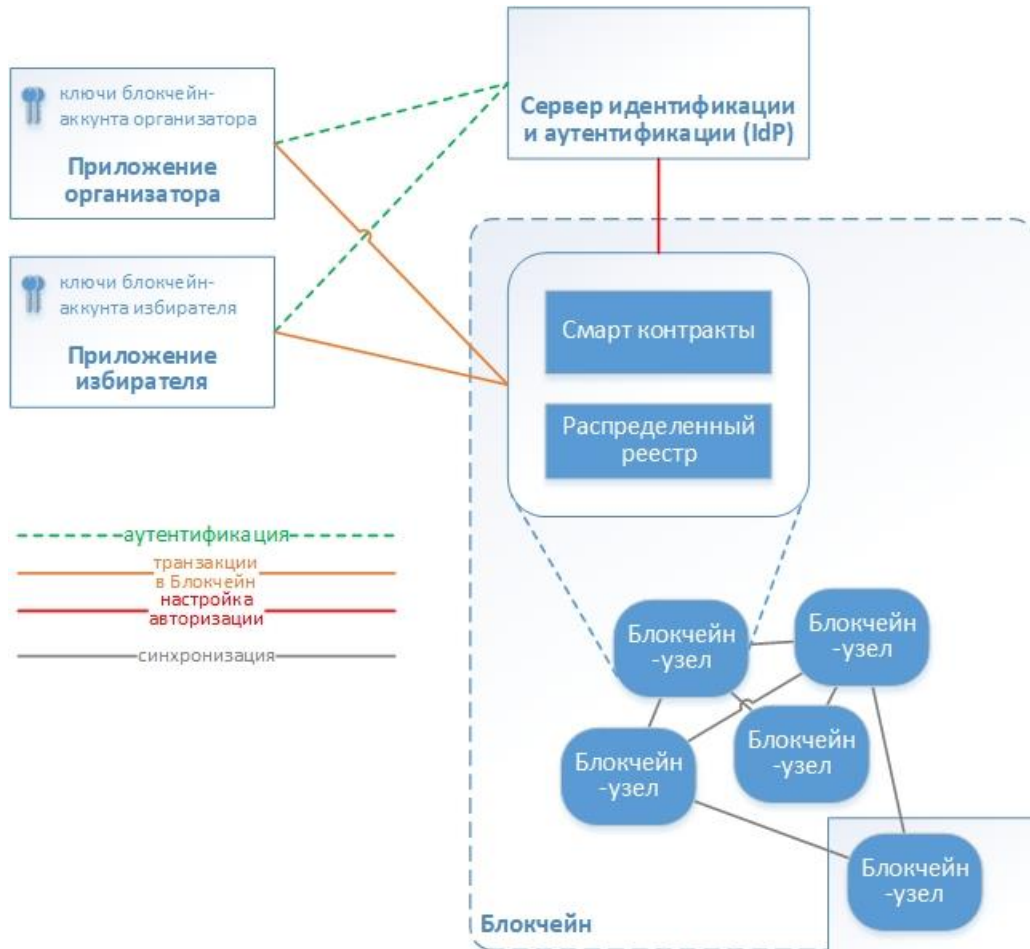 ключи блокчейн-
аккунта организатора
Приложение
организатора
Сервер идентификации
и аутентификации (IdP)
ключи блокчейн-
аккунта избирателя
Приложение
избирателя
Смарт контракты
Распределенный
реестр
аутентификация
транзакции
в Блокчейн
настройка
авторизации
синхронизация
Блокчейн
-узел
Блокчейн
-узел
Блокчейн
-узел
Блокчейн
-узел
Блокчейн
-узел
Блокчейн